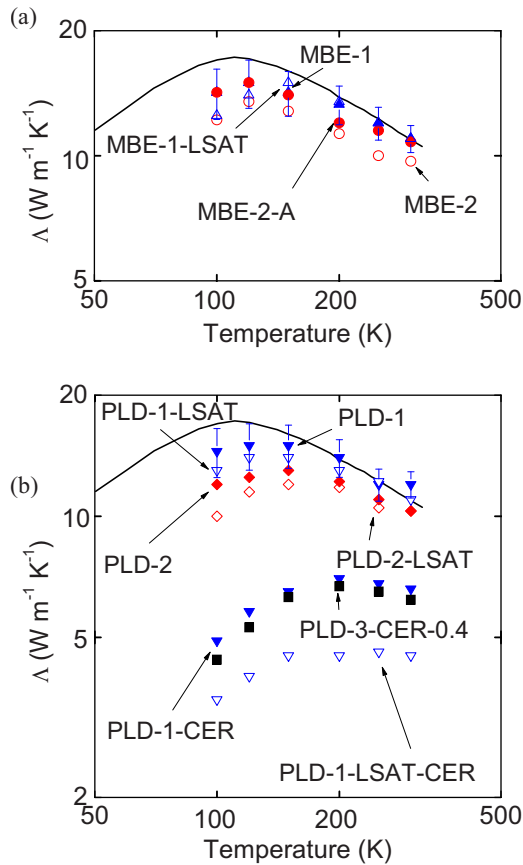 (a)
20
10
5
Λ (W m⁻¹ K⁻¹)
MBE-1
MBE-1-LSAT
MBE-2-A
MBE-2
50
100
200
500
Temperature (K)
(b)
20
10
5
2
Λ (W m⁻¹ K⁻¹)
PLD-1-LSAT
PLD-1
PLD-2
PLD-2-LSAT
PLD-3-CER-0.4
PLD-1-CER
PLD-1-LSAT-CER
50
100
200
500
Temperature (K)